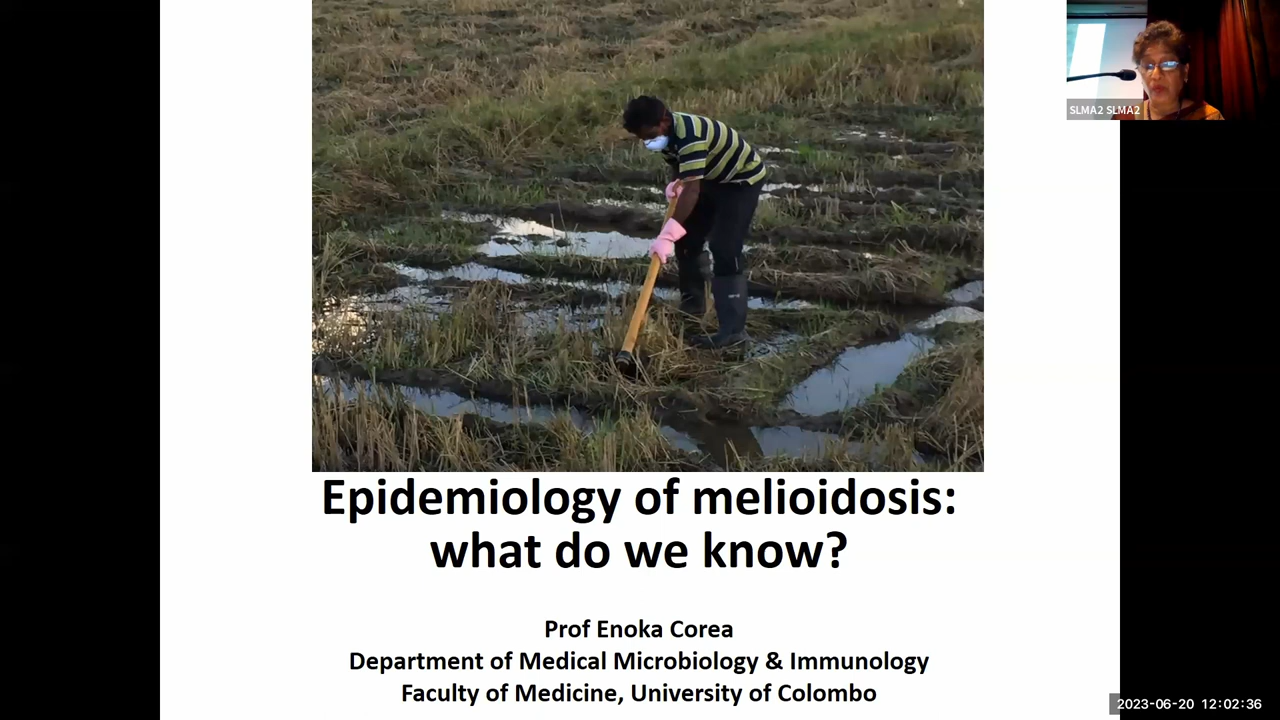 SLMA2 SLMA2
Epidemiology of melioidosis:
what do we know?
Prof Enoka Corea
Department of Medical Microbiology & Immunology
Faculty of Medicine, University of Colombo
2023-06-20 12:02:36